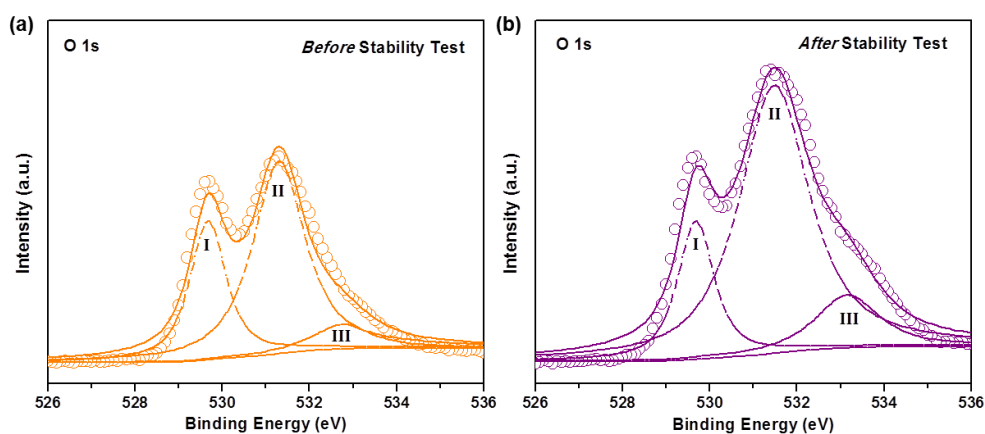 (a)
O 1s
Before Stability Test
I
II
III
Intensity (a.u.)
526 528 530 532 534 536
Binding Energy (eV)
(b)
O 1s
After Stability Test
I
II
III
Intensity (a.u.)
526 528 530 532 534 536
Binding Energy (eV)